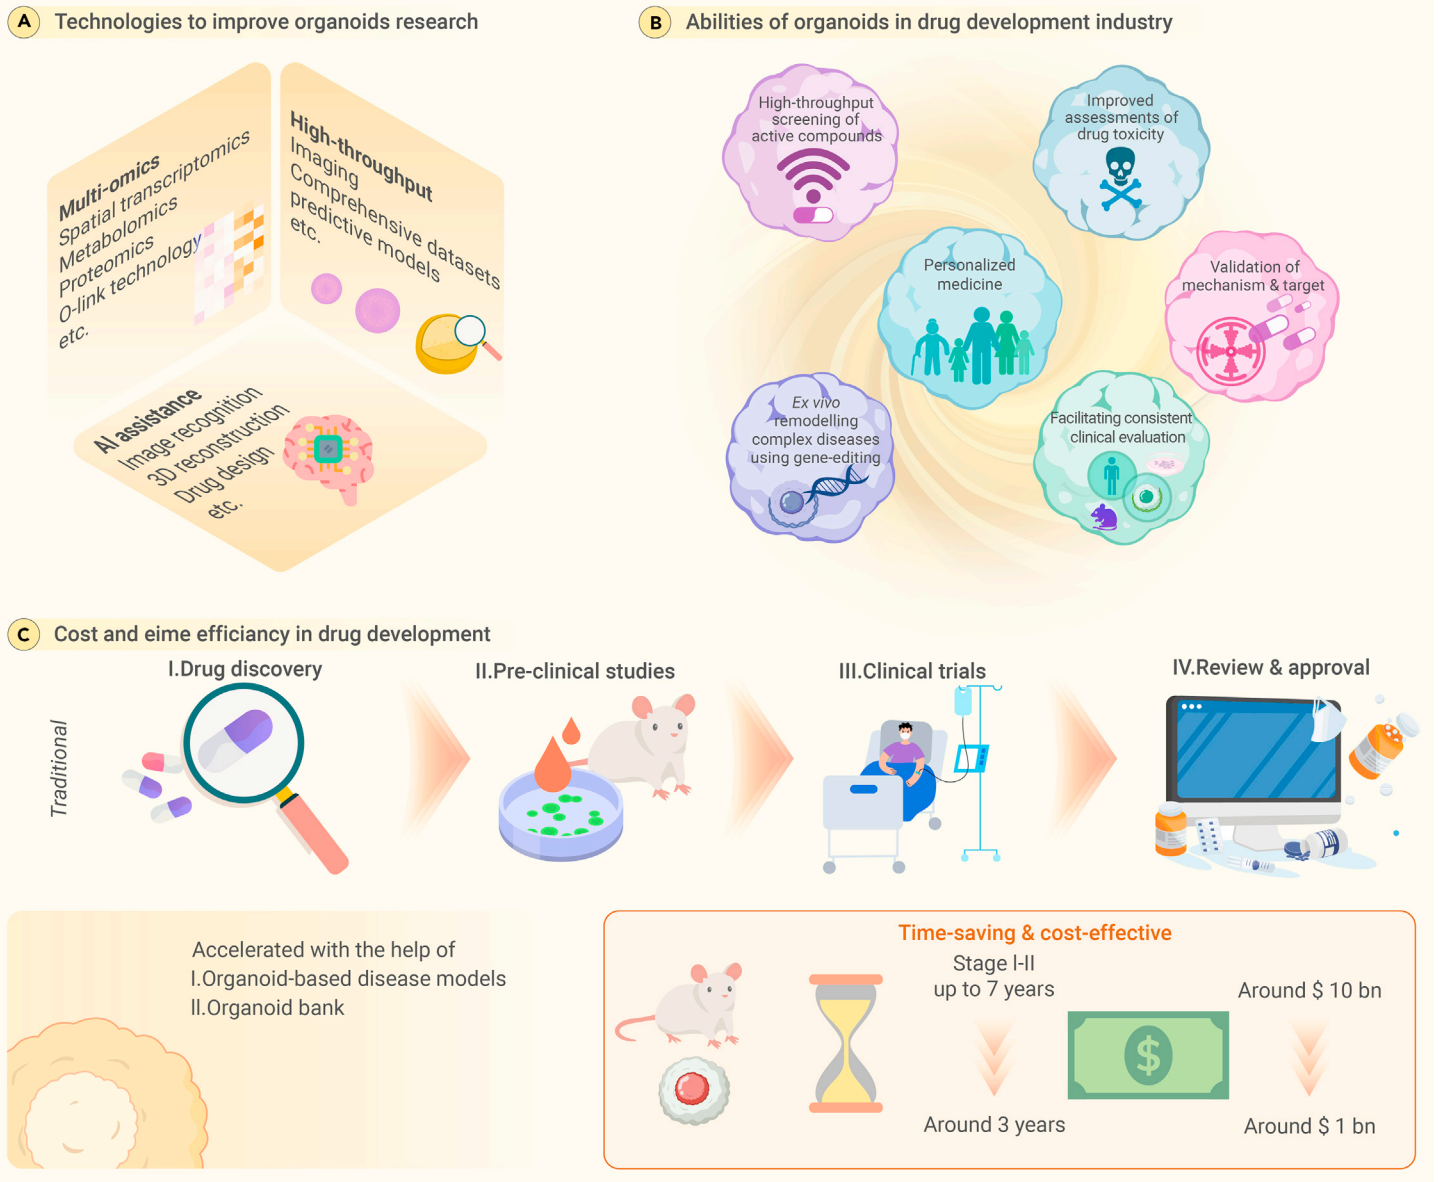 A Technologies to improve organoids research
Multi-omics
Spatial transcriptomics
Metabolomics
Proteomics
O-link technology
etc.
High-throughput
Imaging
Comprehensive datasets
predictive models
etc.
AI assistance
Image recognition
3D reconstruction
Drug design
etc.
B Abilities of organoids in drug development industry
High-throughput
screening of
active compounds
Improved
assessments of
drug toxicity
Personalized
medicine
Validation of
mechanism & target
Ex vivo
remodelling
complex diseases
using gene-editing
Facilitating consistent
clinical evaluation
C Cost and eime efficiancy in drug development
I.Drug discovery
II.Pre-clinical studies
III.Clinical trials
IV.Review & approval
Traditional
Accelerated with the help of
I.Organoid-based disease models
II.Organoid bank
Time-saving & cost-effective
Stage I-II
up to 7 years
Around 3 years
$
Around $ 10 bn
Around $ 1 bn